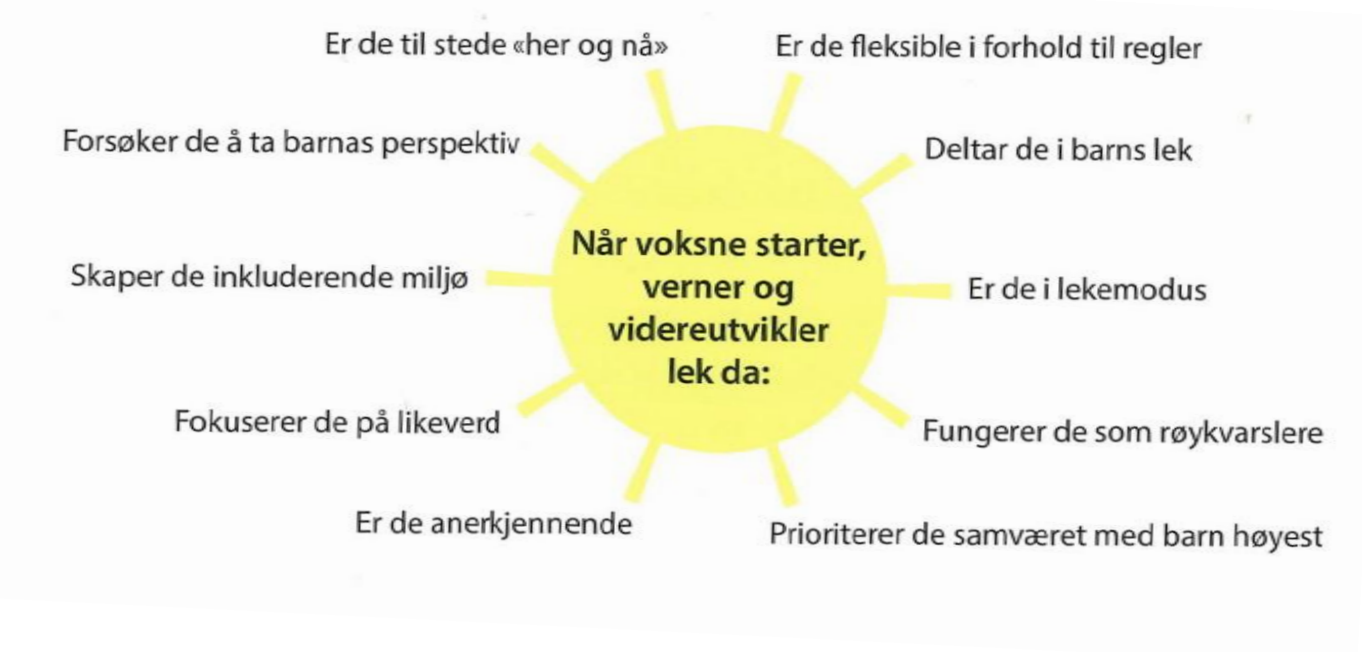 Er de til stede «her og nå»
Er de fleksible i forhold til regler
Forsøker de å ta barnas perspektiv
Deltar de i barns lek
Når voksne starter,
verner og
videreutvikler
lek da:
Skaper de inkluderende miljø
Er de i lekemodus
Fokuserer de på likeverd
Fungerer de som røykvarslere
Er de anerkjennende
Prioriterer de samværet med barn høyest